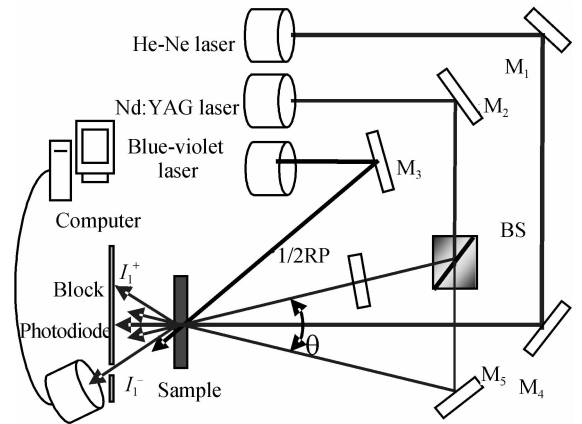 He-Ne laser
M1
Nd:YAG laser
M2
Blue-violet
laser
M3
Computer
BS
1/2RP
I1+
Block
Photodiode
θ
I1−
Sample
M5
M4